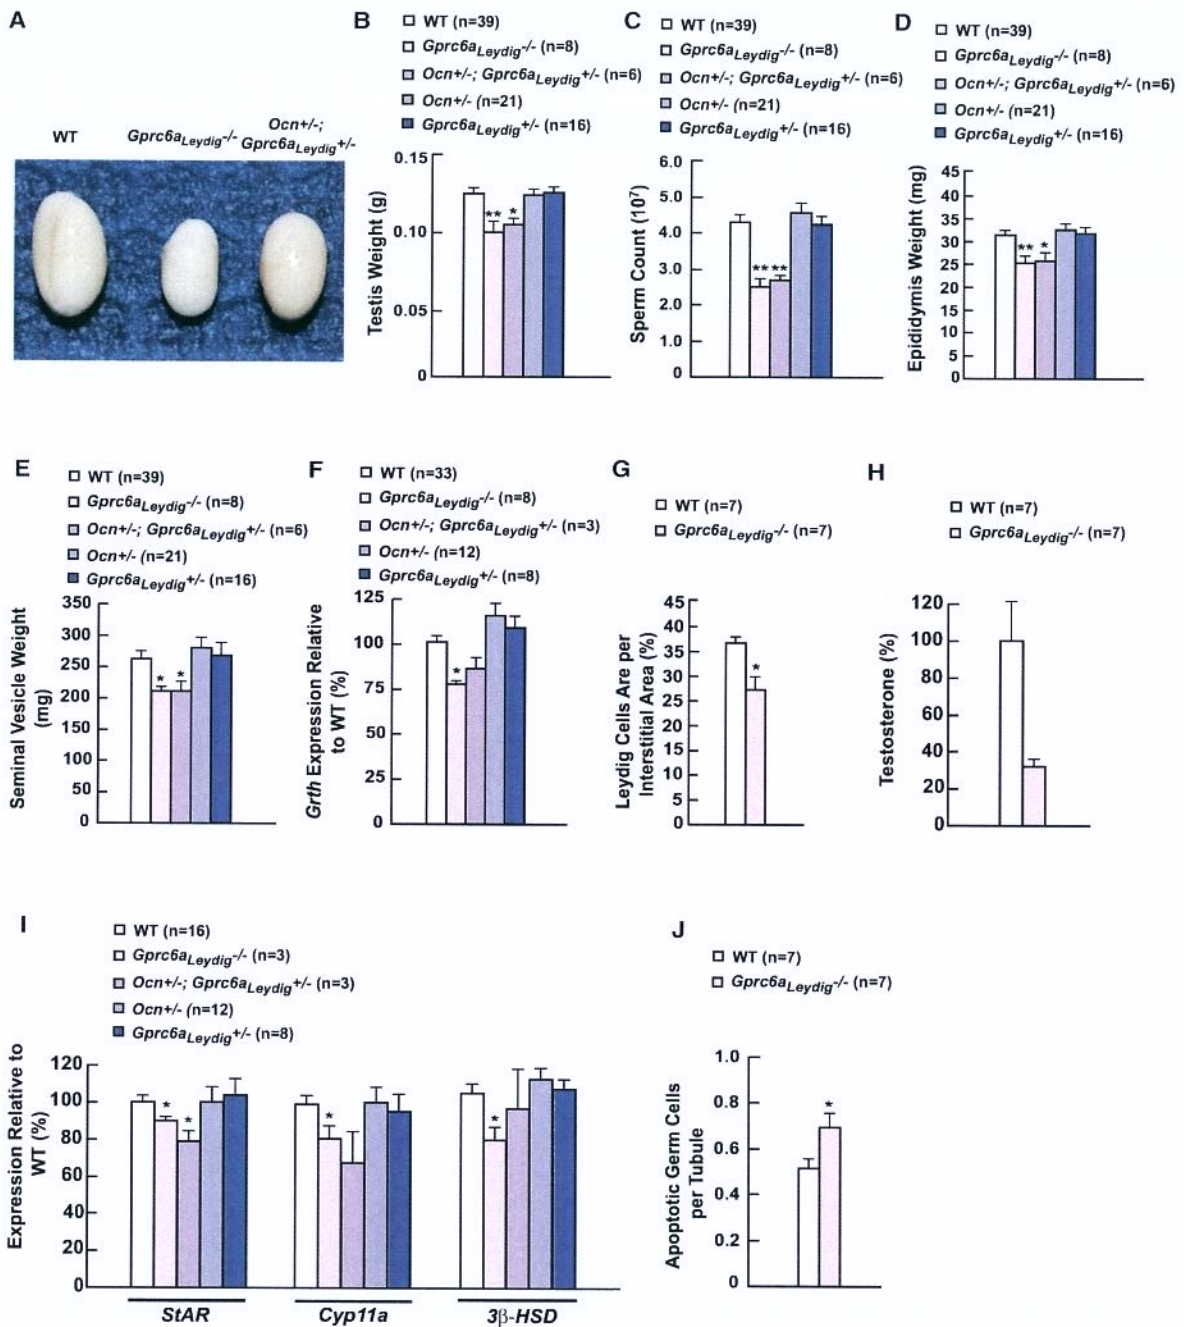 A
WT
Gprc6aLeydig-/-
Ocn+/-;
Gprc6aLeydig+/-
B
WT (n=39)
Gprc6aLeydig-/- (n=8)
Ocn+/-; Gprc6aLeydig+/- (n=6)
Ocn+/- (n=21)
Gprc6aLeydig+/- (n=16)
Testis Weight (g)
0.15
0.10
0.05
0
** *
C
WT (n=39)
Gprc6aLeydig-/- (n=8)
Ocn+/-; Gprc6aLeydig+/- (n=6)
Ocn+/- (n=21)
Gprc6aLeydig+/- (n=16)
Sperm Count (10⁷)
6.0
5.0
4.0
3.0
2.0
1.0
0
** **
D
WT (n=39)
Gprc6aLeydig-/- (n=8)
Ocn+/-; Gprc6aLeydig+/- (n=6)
Ocn+/- (n=21)
Gprc6aLeydig+/- (n=16)
Epididymis Weight (mg)
45
35
30
25
20
15
10
5
0
** *
E
WT (n=39)
Gprc6aLeydig-/- (n=8)
Ocn+/-; Gprc6aLeydig+/- (n=6)
Ocn+/- (n=21)
Gprc6aLeydig+/- (n=16)
Seminal Vesicle Weight
(mg)
350
300
250
200
150
100
50
0
* *
F
WT (n=33)
Gprc6aLeydig-/- (n=8)
Ocn+/-; Gprc6aLeydig+/- (n=3)
Ocn+/- (n=12)
Gprc6aLeydig+/- (n=8)
Grth Expression Relative
to WT (%)
125
100
75
50
25
0
*
G
WT (n=7)
Gprc6aLeydig-/- (n=7)
Leydig Cells Are per
Interstitial Area (%)
45
40
35
30
25
20
15
10
5
0
*
H
WT (n=7)
Gprc6aLeydig-/- (n=7)
Testosterone (%)
120
100
80
60
40
20
0
I
WT (n=16)
Gprc6aLeydig-/- (n=3)
Ocn+/-; Gprc6aLeydig+/- (n=3)
Ocn+/- (n=12)
Gprc6aLeydig+/- (n=8)
Expression Relative to
WT (%)
120
100
80
60
40
20
0
* *
*
*
StAR
Cyp11a
3β-HSD
J
WT (n=7)
Gprc6aLeydig-/- (n=7)
Apoptotic Germ Cells
per Tubule
1.0
0.8
0.6
0.4
0.2
0
*